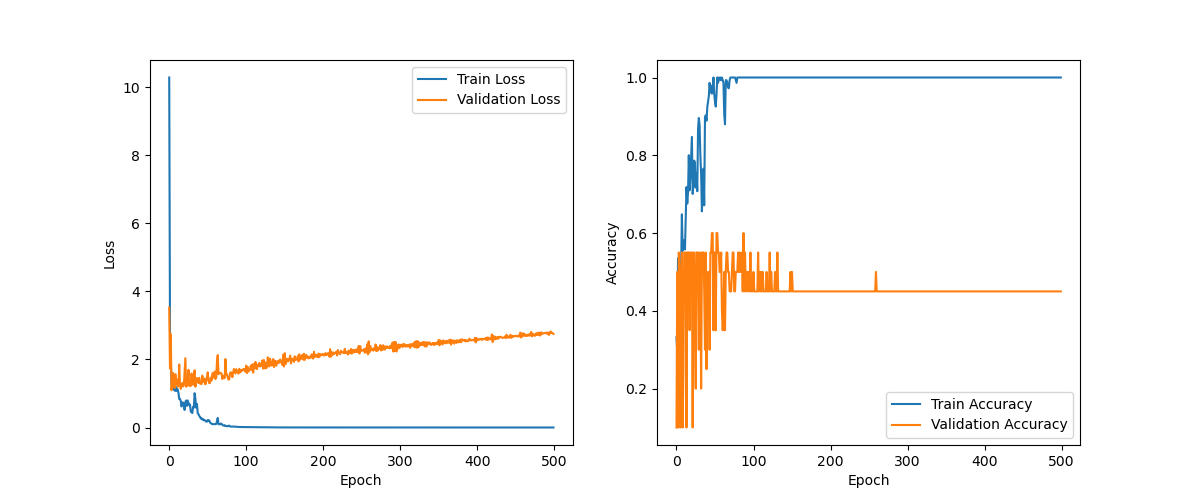 10
8
6
4
2
0
Loss
0 100 200 300 400 500
Epoch
Train Loss
Validation Loss
1.0
0.8
0.6
0.4
0.2
Accuracy
0 100 200 300 400 500
Epoch
Train Accuracy
Validation Accuracy